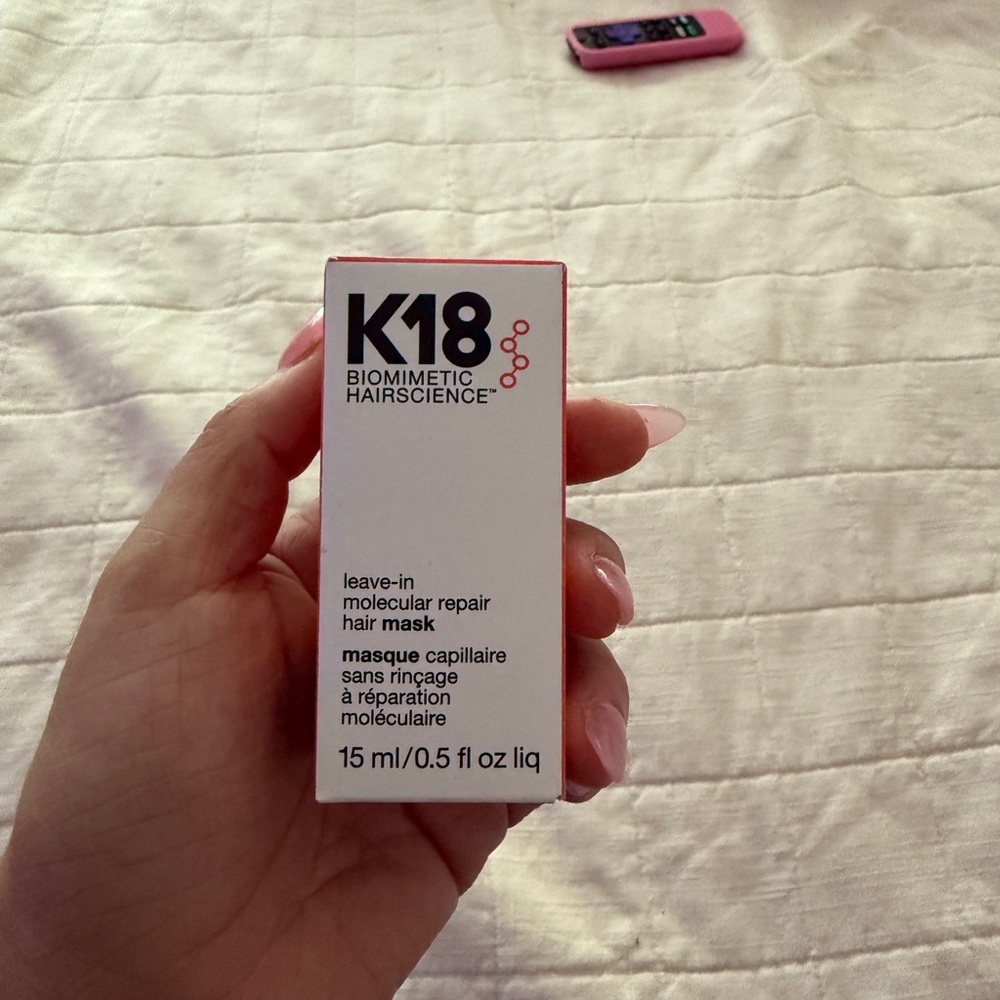 K18
BIOMIMETIC
HAIRSCIENCE™
leave-in
molecular repair
hair mask
masque capillaire
sans rinçage
à réparation
moléculaire
15 ml/0.5 fl oz liq